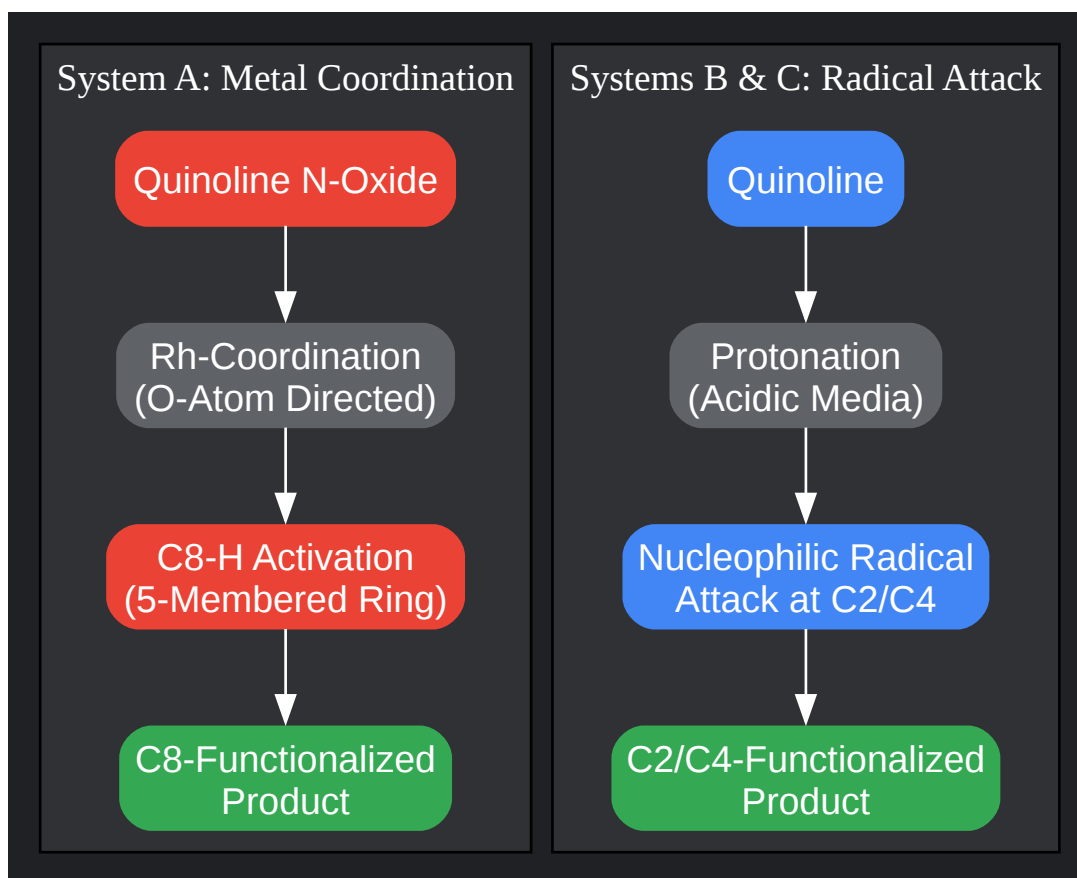 System A: Metal Coordination
Quinoline N-Oxide
Rh-Coordination
(O-Atom Directed)
C8-H Activation
(5-Membered Ring)
C8-Functionalized
Product
Systems B & C: Radical Attack
Quinoline
Protonation
(Acidic Media)
Nucleophilic Radical
Attack at C2/C4
C2/C4-Functionalized
Product